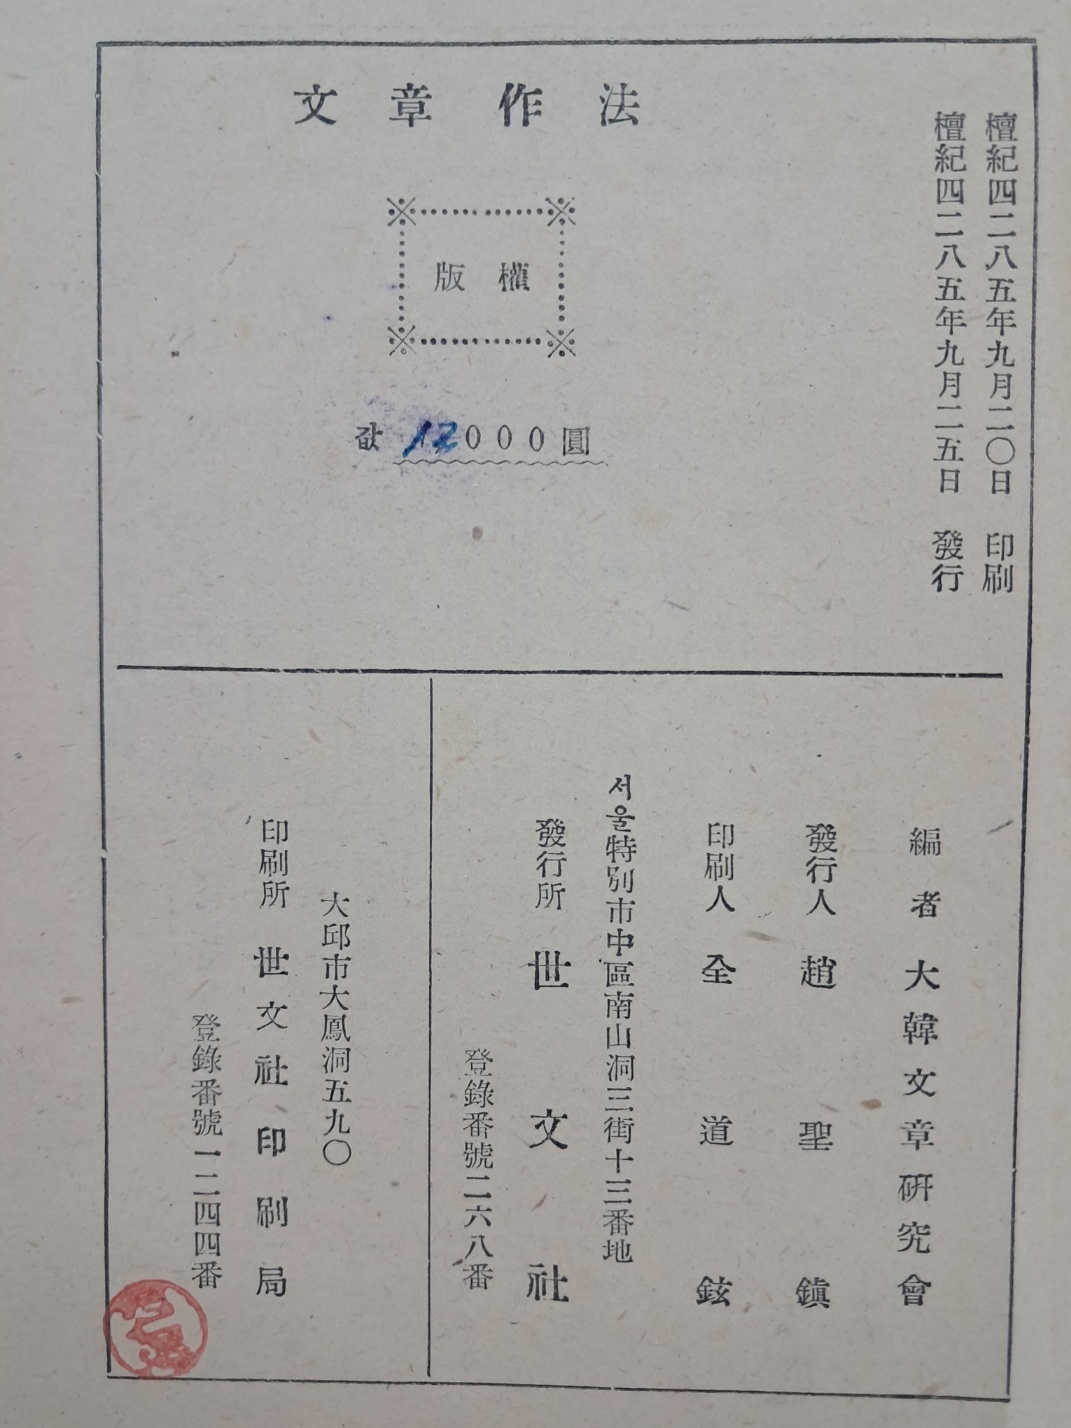 文章作法
版權
값 12000圓
檀紀四二八五年九月二〇日 印刷
檀紀四二八五年九月二五日 發行
編者 大韓文章硏究會
發行人 趙聖鎭
印刷人 全道鉉
서울特別市中區南山洞三街十三番地
發行所 世文社
登錄番號二六八番
大邱市大鳳洞五九〇
印刷所 世文社印刷局
登錄番號一二四四番